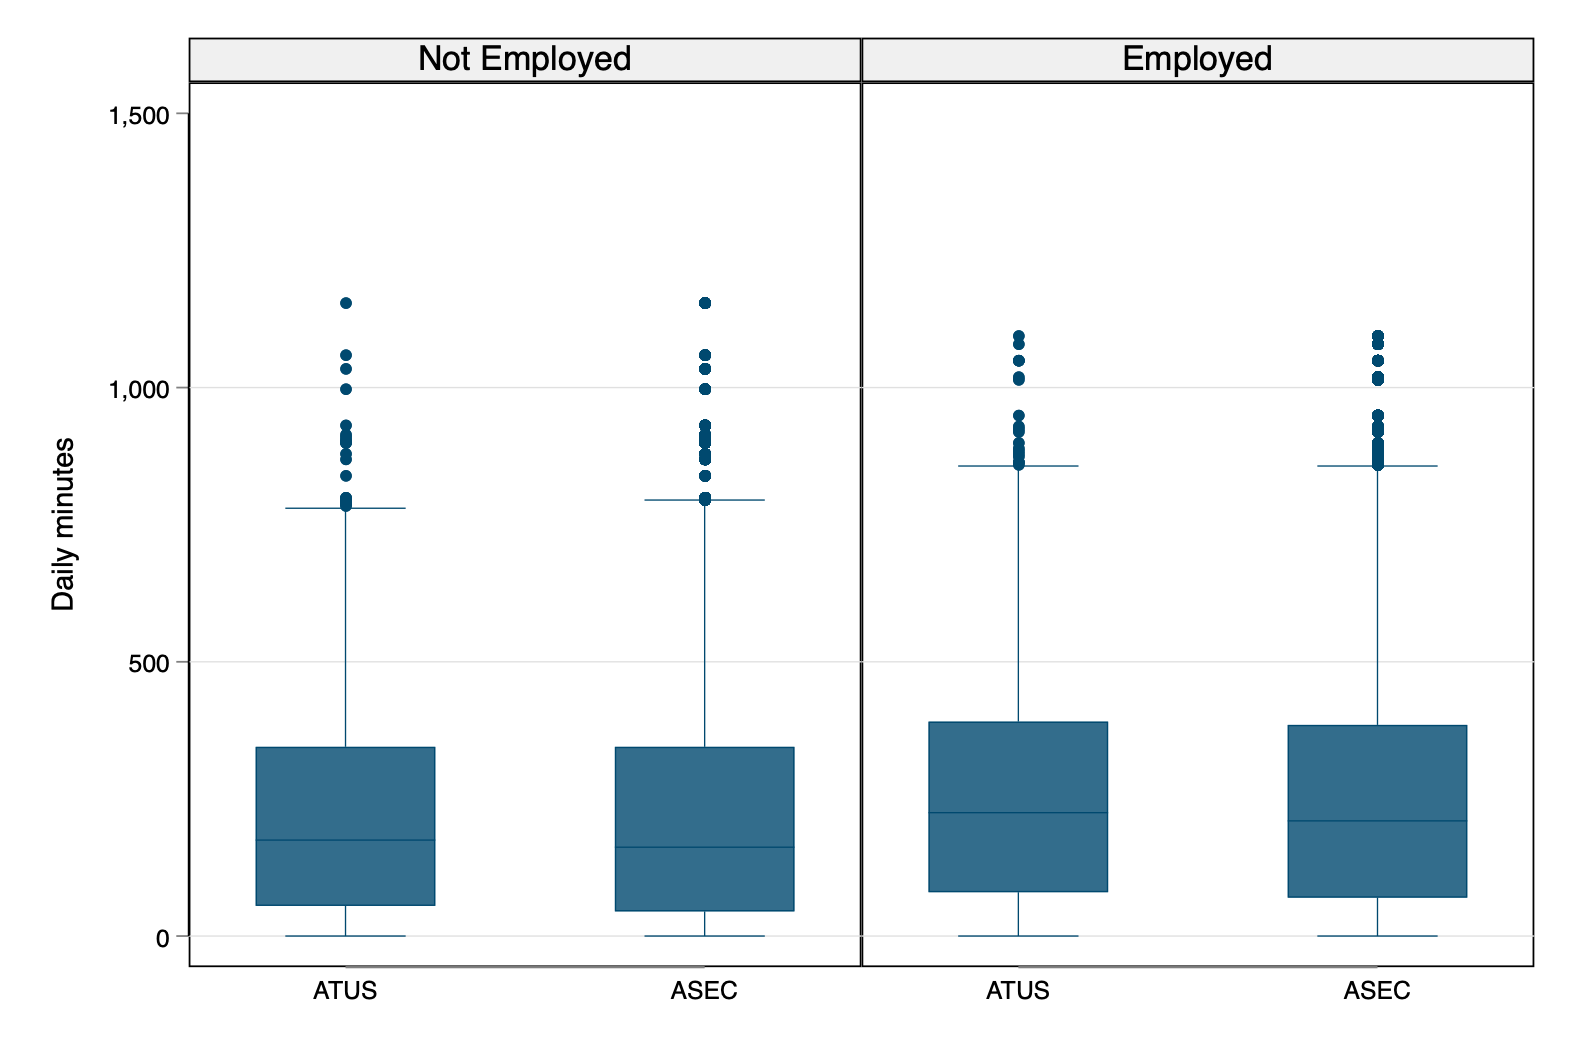 Not Employed
Employed
1,500
1,000
500
0
Daily minutes
ATUS
ASEC
ATUS
ASEC